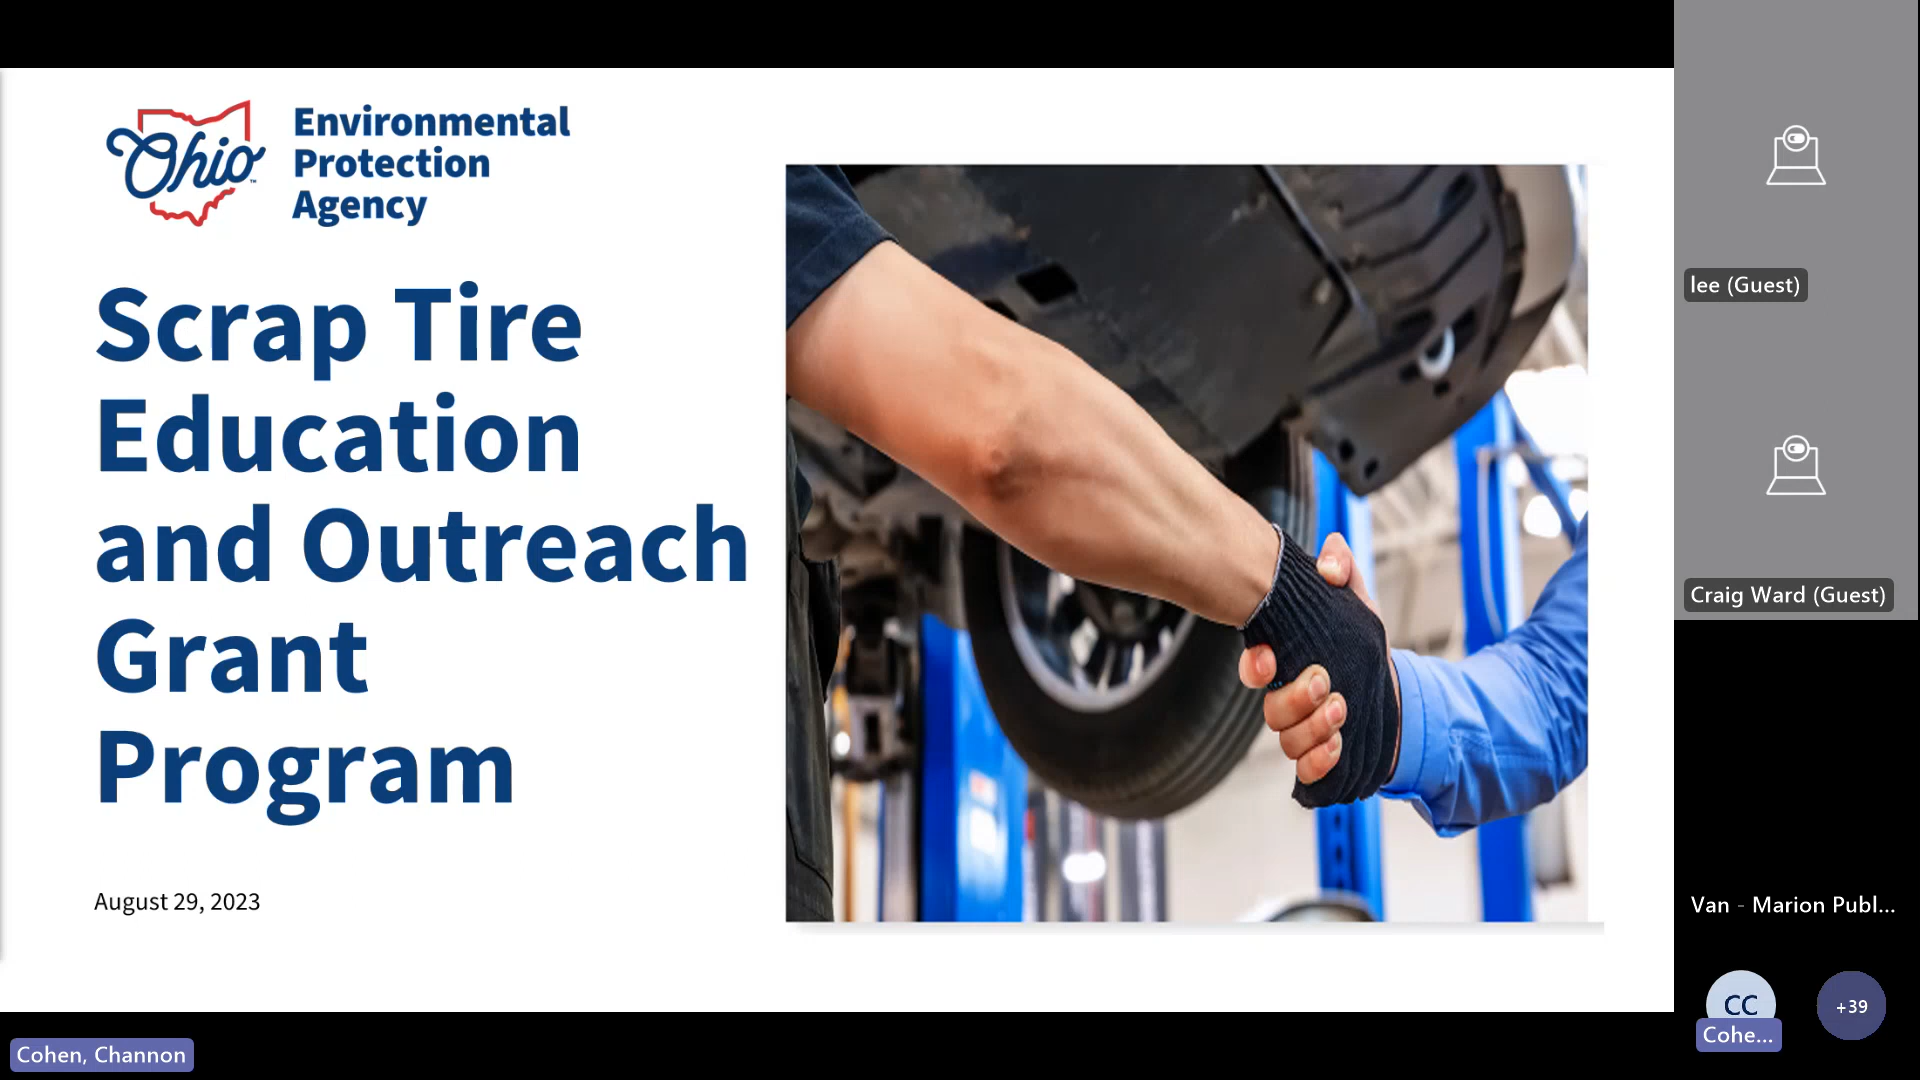 Ohio
Environmental
Protection
Agency
Scrap Tire
Education
and Outreach
Grant
Program
August 29, 2023
Cohen, Channon
lee (Guest)
Craig Ward (Guest)
Van - Marion Publ...
CC
Cohe...
+39